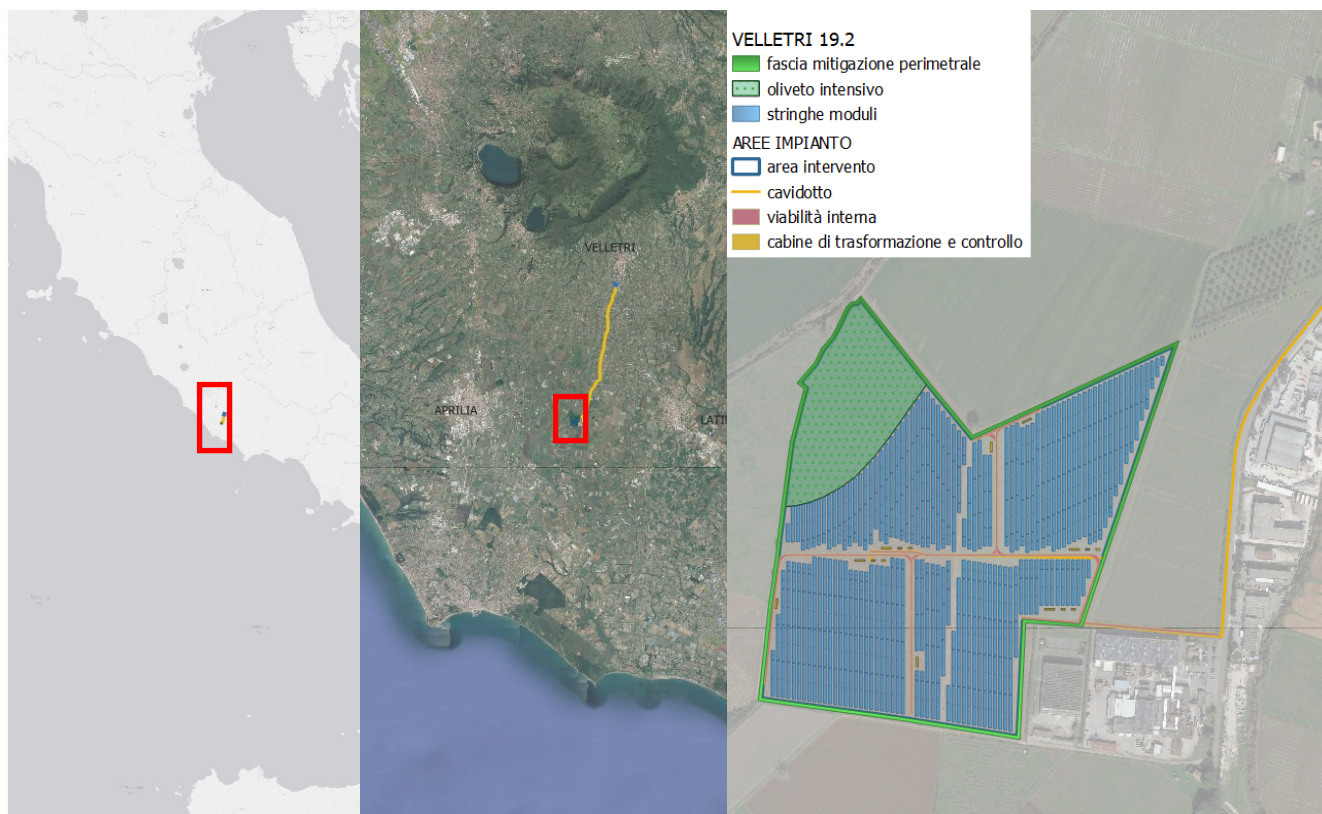 VELLETRI
APRILIA
LATI
VELLETRI 19.2
fascia mitigazione perimetrale
oliveto intensivo
stringhe moduli
AREE IMPIANTO
area intervento
cavidotto
viabilità interna
cabine di trasformazione e controllo